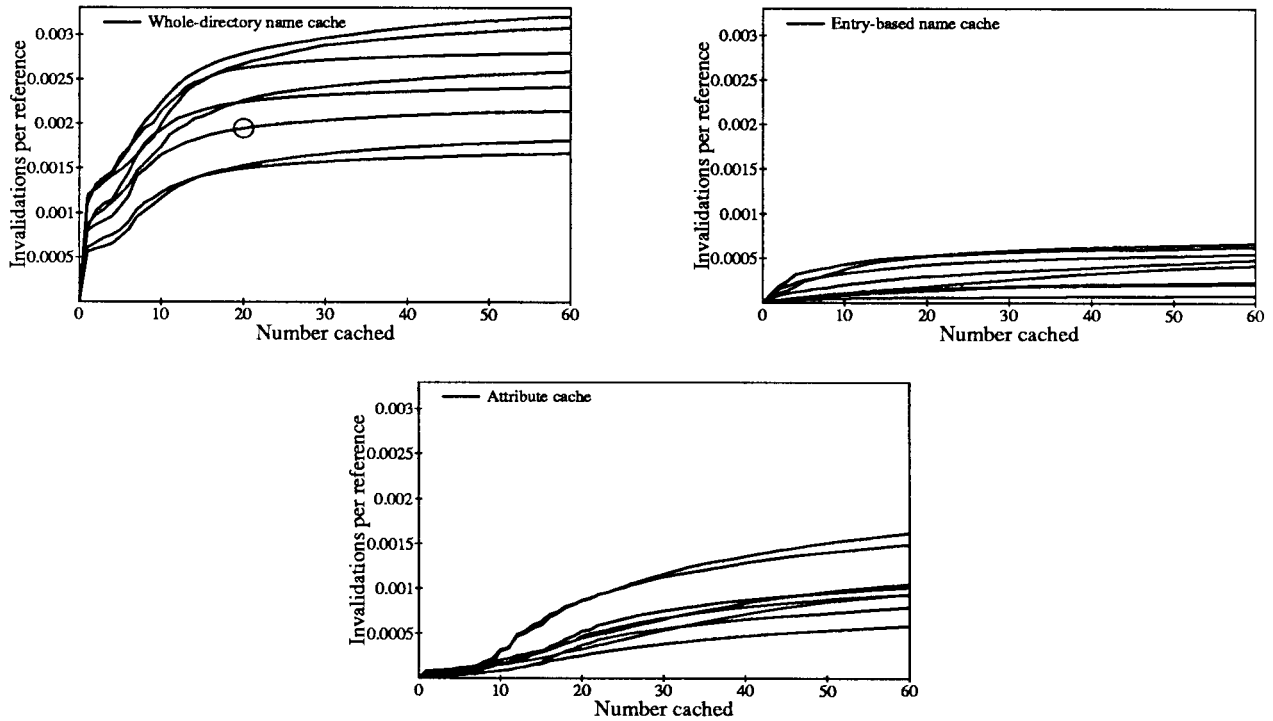 Whole-directory name cache
Invalidations per reference
0.003
0.0025
0.002
0.0015
0.001
0.0005
0 10 20 30 40 50 60
Number cached
Entry-based name cache
Invalidations per reference
0.003
0.0025
0.002
0.0015
0.001
0.0005
0 10 20 30 40 50 60
Number cached
Attribute cache
Invalidations per reference
0.003
0.0025
0.002
0.0015
0.001
0.0005
0 10 20 30 40 50 60
Number cached